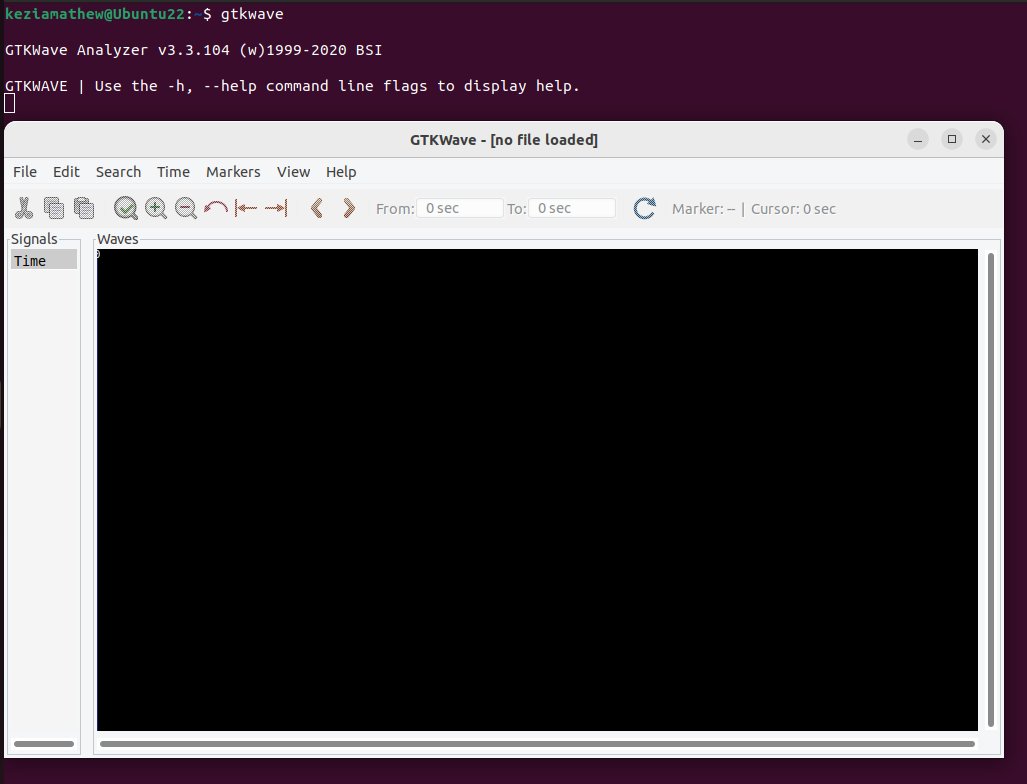 keziamathew@Ubuntu22:~$ gtkwave
GTKWave Analyzer v3.3.104 (w)1999-2020 BSI
GTKWAVE | Use the -h, --help command line flags to display help.
GTKWave - [no file loaded]
File Edit Search Time Markers View Help
From: 0 sec To: 0 sec Marker: -- | Cursor: 0 sec
Signals Waves
Time 0